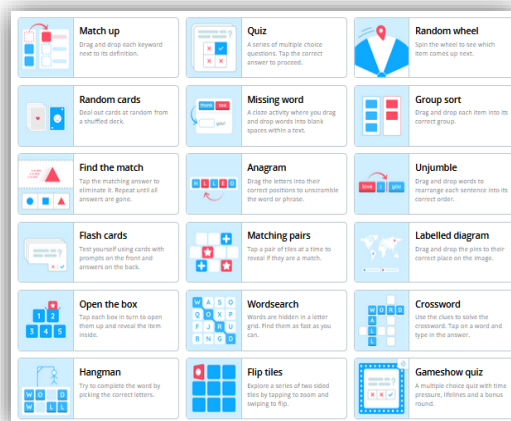 Match up
Drag and drop each keyword
next to its definition.
Quiz
A series of multiple choice
questions. Tap the correct
answer to proceed.
Random wheel
Spin the wheel to see which
item comes up next.
Random cards
Deal out cards at random from
a shuffled deck.
Missing word
A cloze activity where you drag
and drop words into blank
spaces within a text.
Group sort
Drag and drop each item into its
correct group.
Find the match
Tap the matching answer to
eliminate it. Repeat until all
answers are gone.
Anagram
Drag the letters into their
correct positions to unscramble
the word or phrase.
Unjumble
Drag and drop words to
rearrange each sentence into its
correct order.
Flash cards
Test yourself using cards with
prompts on the front and
answers on the back.
Matching pairs
Tap a pair of tiles at a time to
reveal if they are a match.
Labelled diagram
Drag and drop the pins to their
correct place on the image.
Open the box
Tap each box in turn to open
them up and reveal the item
inside.
1 2
3 4 5
Wordsearch
Words are hidden in a letter
grid. Find them as fast as you
can.
W A S O
Q O X P
F J R U
B N G D
Crossword
Use the clues to solve the
crossword. Tap on a word and
type in the answer.
W O R D
A
L
L
Hangman
Try to complete the word by
picking the correct letters.
W O D
W L L
Flip tiles
Explore a series of two sided
tiles by tapping to zoom and
swiping to flip.
Gameshow quiz
A multiple choice quiz with time
pressure, lifelines and a bonus
round.
H L L E O
love I you
thank
you!